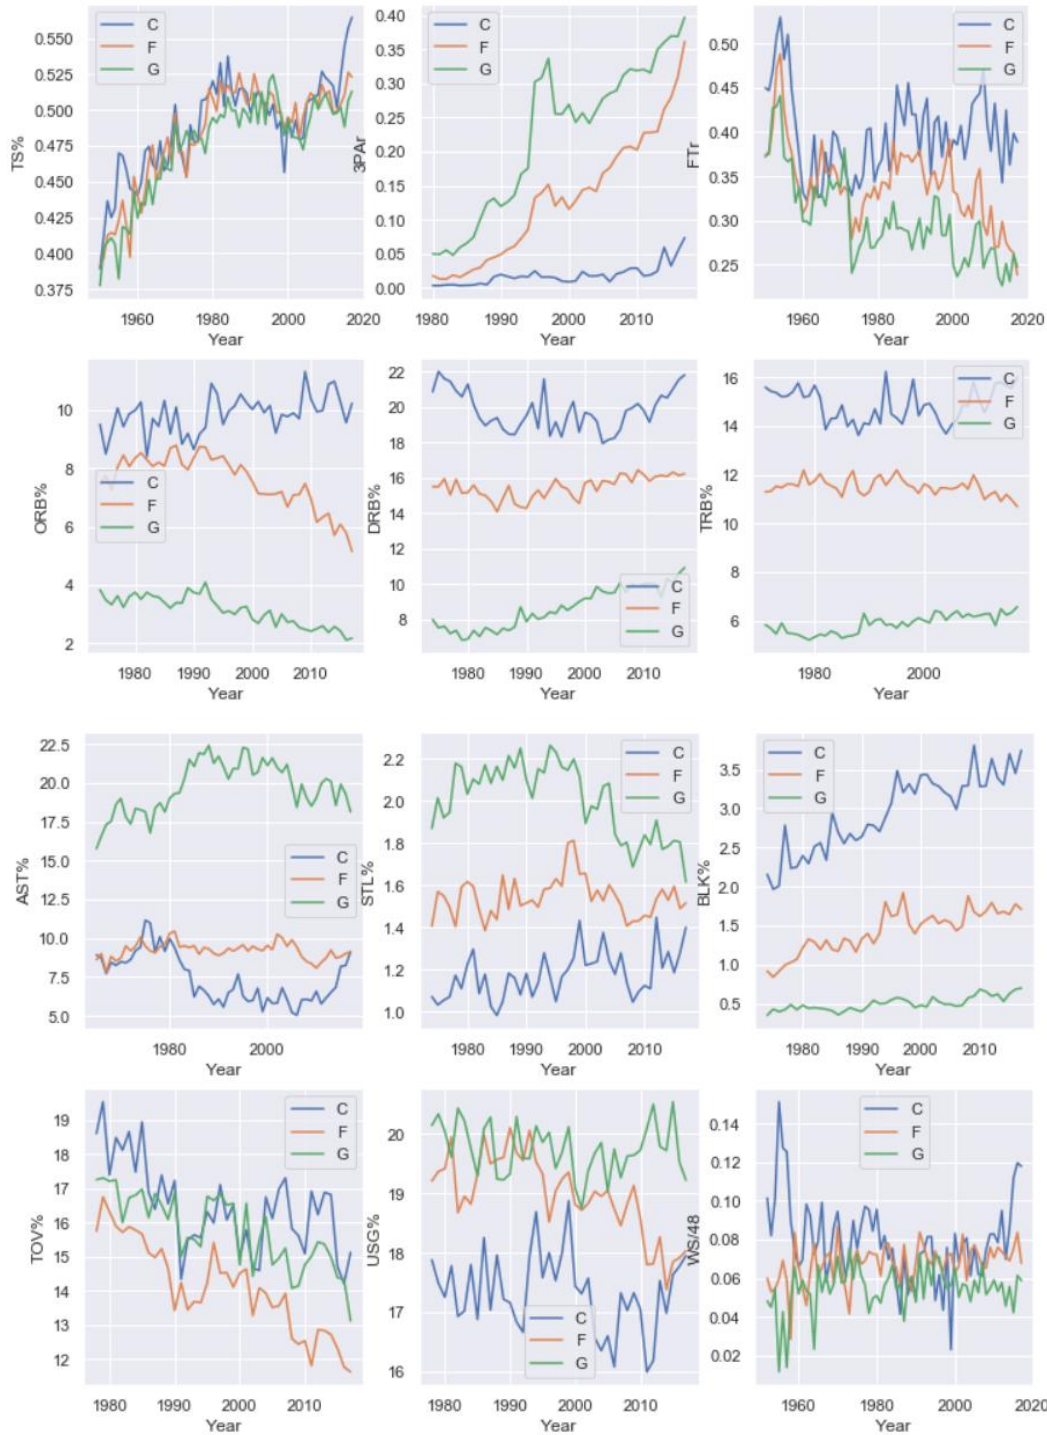 TS%
0.550
0.525
0.500
0.475
0.450
0.425
0.400
0.375
C
F
G
1960
1980
2000
2020
Year
3PAr
0.40
0.35
0.30
0.25
0.20
0.15
0.10
0.05
0.00
C
F
G
1980
1990
2000
2010
Year
FTr
0.50
0.45
0.40
0.35
0.30
0.25
C
F
G
1960
1980
2000
2020
Year
ORB%
10
8
6
4
2
C
F
G
1980
1990
2000
2010
Year
DRB%
22
20
18
16
14
12
10
8
C
F
G
1980
1990
2000
2010
Year
TRB%
16
14
12
10
8
6
C
F
G
1980
2000
Year
AST%
22.5
20.0
17.5
15.0
12.5
10.0
7.5
5.0
C
F
G
1980
2000
Year
STL%
2.2
2.0
1.8
1.6
1.4
1.2
1.0
C
F
G
1980
1990
2000
2010
Year
BLK%
3.5
3.0
2.5
2.0
1.5
1.0
0.5
C
F
G
1980
1990
2000
2010
Year
TOV%
19
18
17
16
15
14
13
12
C
F
G
1980
1990
2000
2010
Year
USG%
20
19
18
17
16
C
F
G
1980
1990
2000
2010
Year
WS/48
0.14
0.12
0.10
0.08
0.06
0.04
0.02
C
F
G
1960
1980
2000
2020
Year